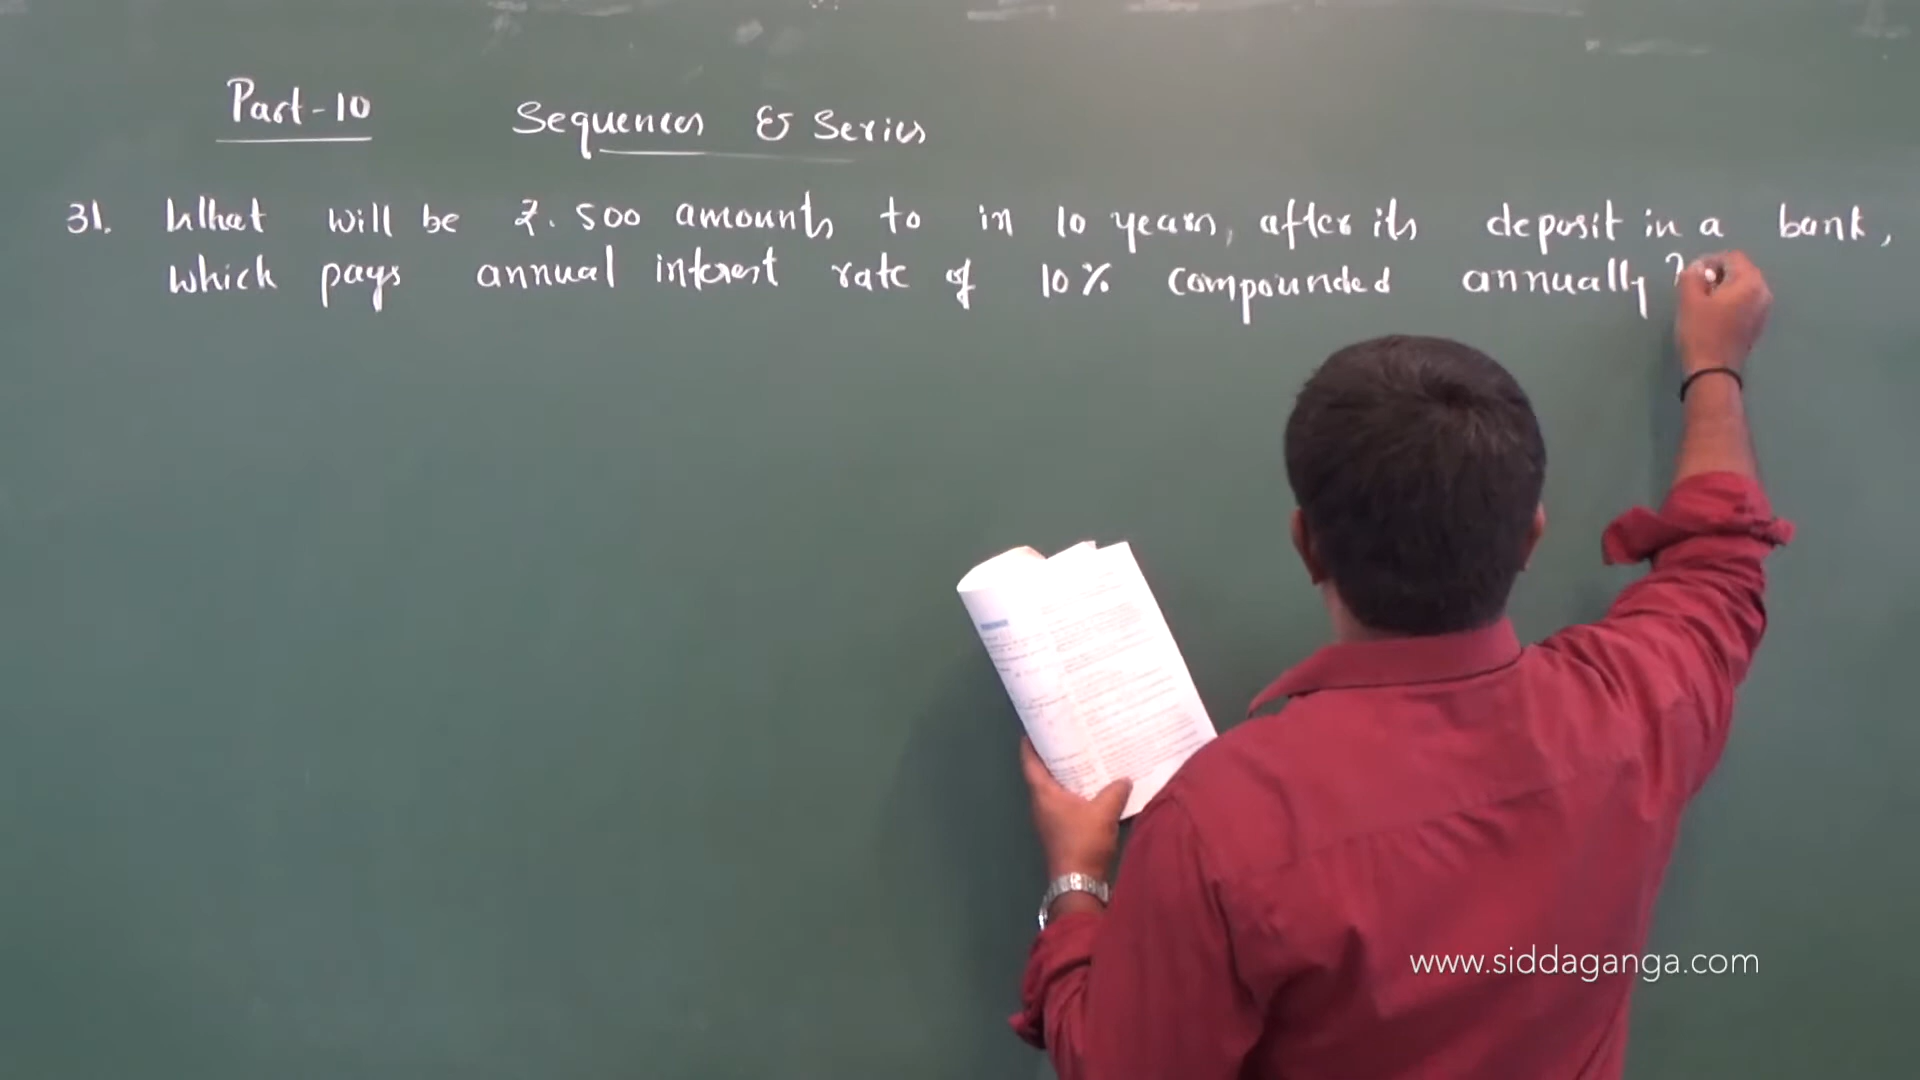 Part-10
Sequences & Series
31. What will be ₹. 500 amounts to in 10 years, after its deposit in a bank,
which pays annual interest rate of 10% compounded annually?
www.siddaganga.com